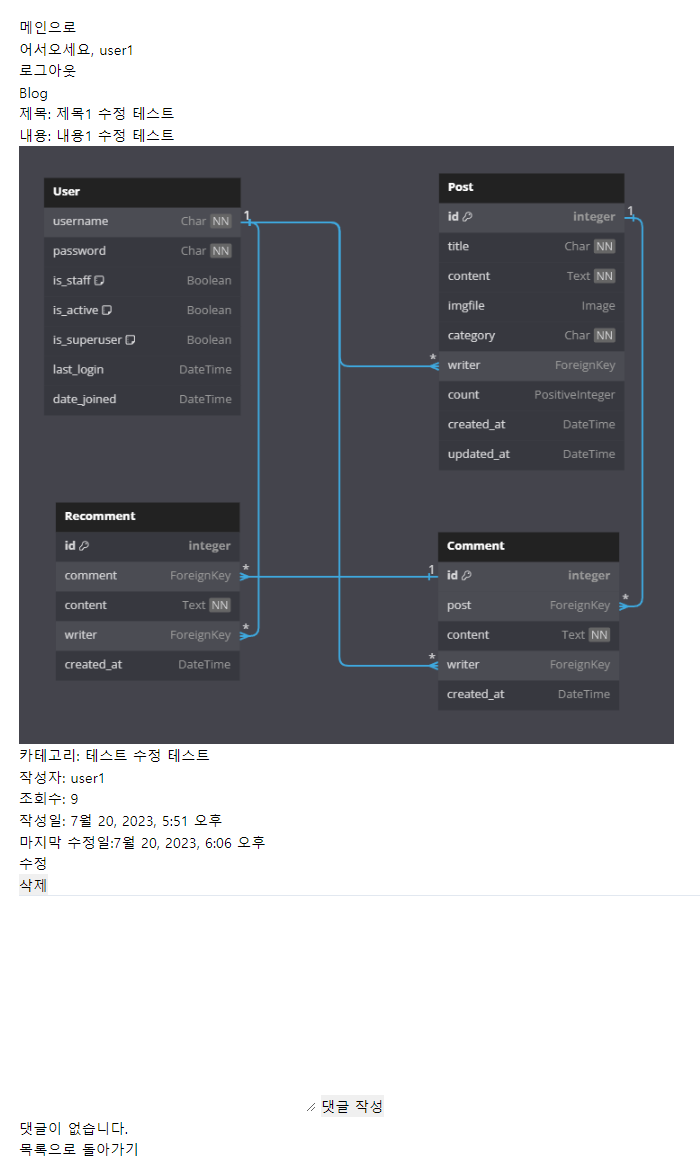 메인으로
어서오세요, user1
로그아웃
Blog
제목: 제목1 수정 테스트
내용: 내용1 수정 테스트
User
username Char NN
password Char NN
is_staff Boolean
is_active Boolean
is_superuser Boolean
last_login DateTime
date_joined DateTime
1
Post
id integer
title Char NN
content Text NN
imgfile Image
category Char NN
writer ForeignKey
count PositiveInteger
created_at DateTime
updated_at DateTime
1
*
Recomment
id integer
comment ForeignKey
content Text NN
writer ForeignKey
created_at DateTime
*
*
Comment
id integer
post ForeignKey
content Text NN
writer ForeignKey
created_at DateTime
1
*
*
카테고리: 테스트 수정 테스트
작성자: user1
조회수: 9
작성일: 7월 20, 2023, 5:51 오후
마지막 수정일:7월 20, 2023, 6:06 오후
수정
삭제
댓글 작성
댓글이 없습니다.
목록으로 돌아가기